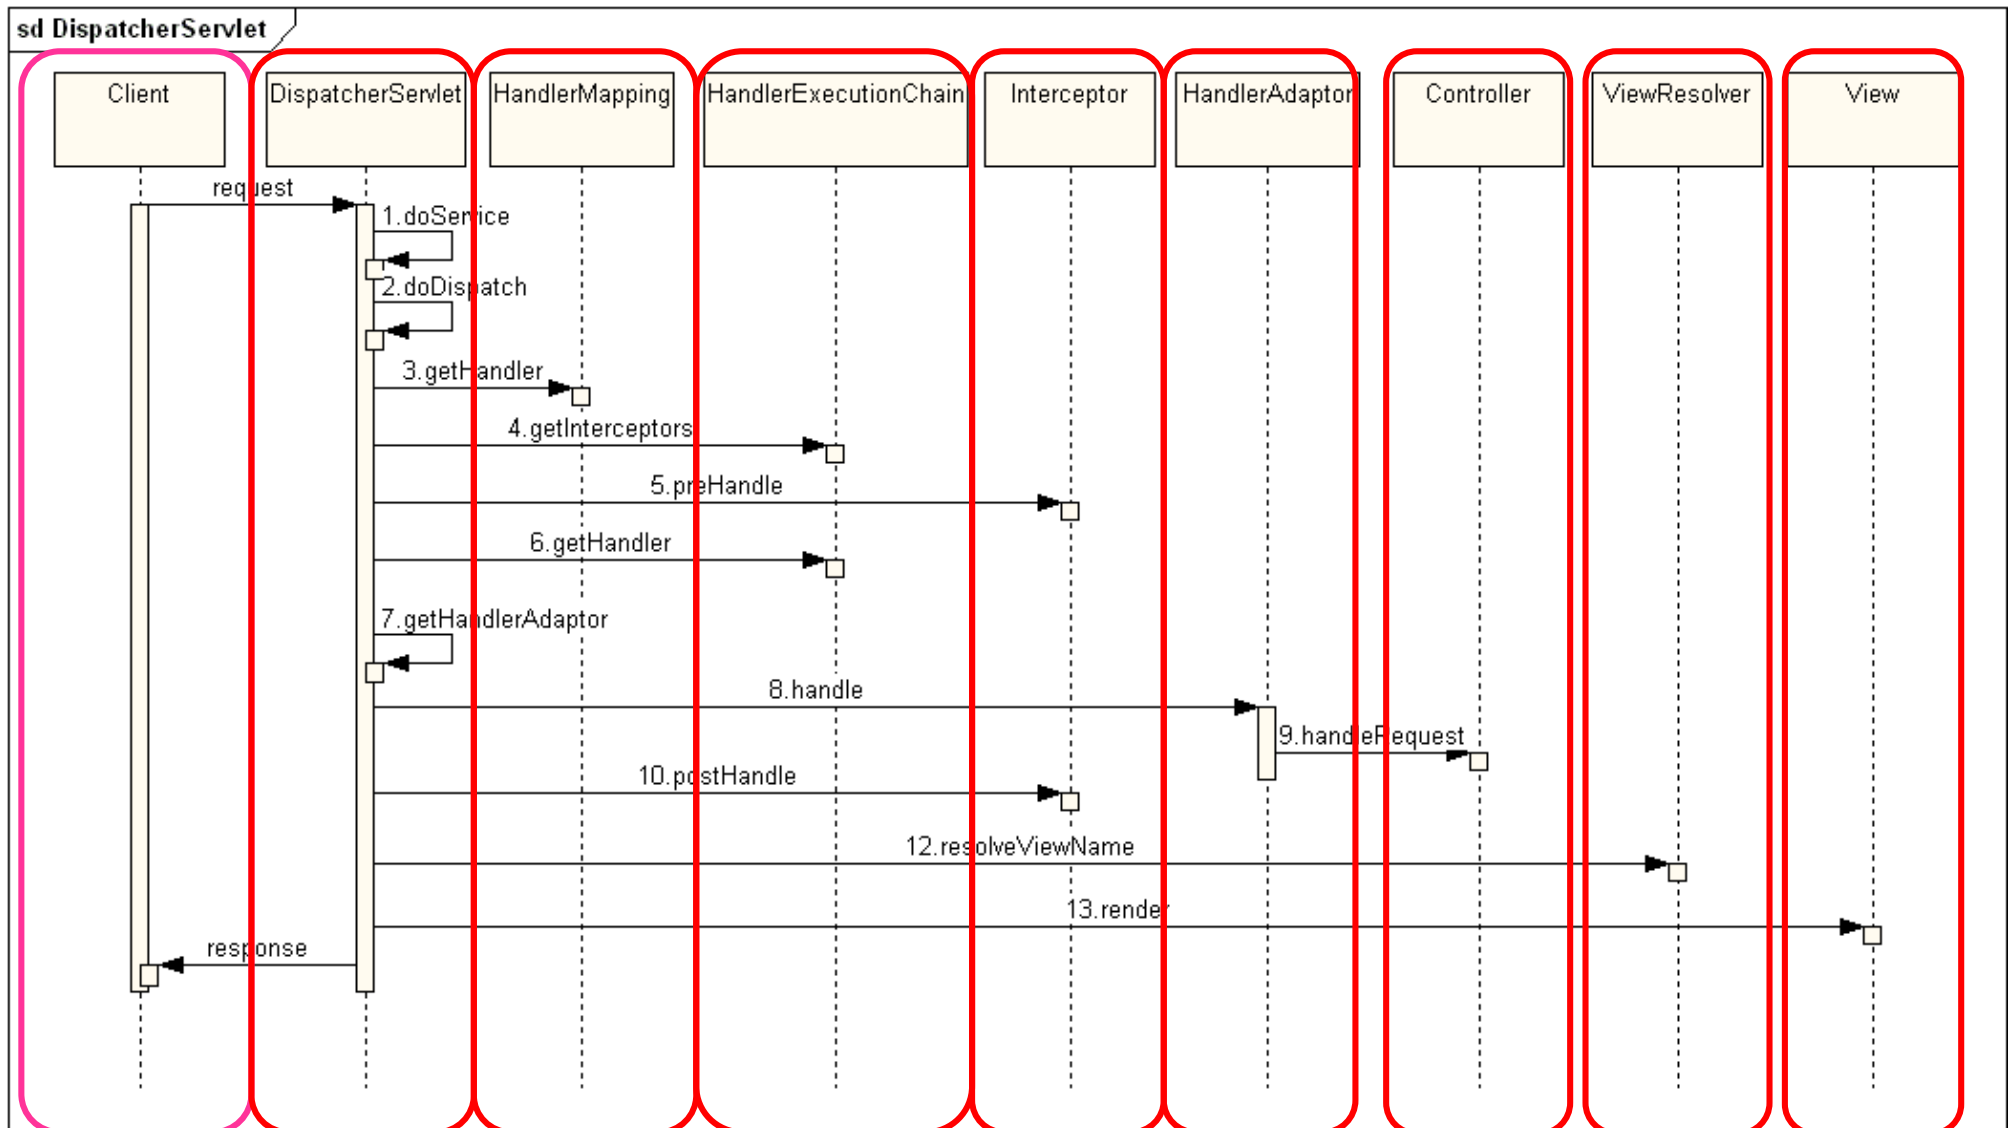 sd DispatcherServlet
Client
DispatcherServlet
HandlerMapping
HandlerExecutionChain
Interceptor
HandlerAdaptor
Controller
ViewResolver
View
request
1.doService
2.doDispatch
3.getHandler
4.getInterceptors
5.preHandle
6.getHandler
7.getHandlerAdaptor
8.handle
9.handleRequest
10.postHandle
12.resolveViewName
13.render
response